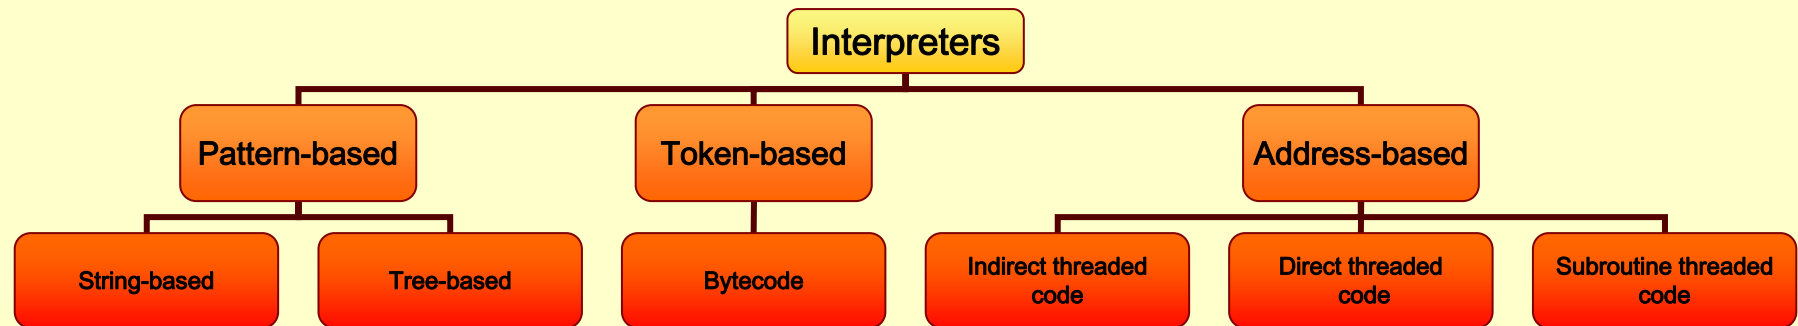 Interpreters
Pattern-based
Token-based
Address-based
String-based
Tree-based
Bytecode
Indirect threaded
code
Direct threaded
code
Subroutine threaded
code